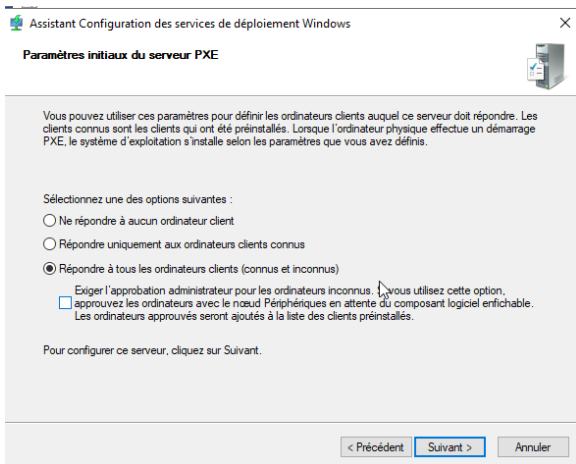 Assistant Configuration des services de déploiement Windows
Paramètres initiaux du serveur PXE
Vous pouvez utiliser ces paramètres pour définir les ordinateurs clients auquel ce serveur doit répondre. Les
clients connus sont les clients qui ont été préinstallés. Lorsque l'ordinateur physique effectue un démarrage
PXE, le système d'exploitation s'installe selon les paramètres que vous avez définis.
Sélectionnez une des options suivantes :
Ne répondre à aucun ordinateur client
Répondre uniquement aux ordinateurs clients connus
Répondre à tous les ordinateurs clients (connus et inconnus)
Exiger l'approbation administrateur pour les ordinateurs inconnus. vous utilisez cette option,
approuvez les ordinateurs avec le nœud Périphériques en attente du composant logiciel enfichable.
Les ordinateurs approuvés seront ajoutés à la liste des clients préinstallés.
Pour configurer ce serveur, cliquez sur Suivant.
< Précédent Suivant > Annuler